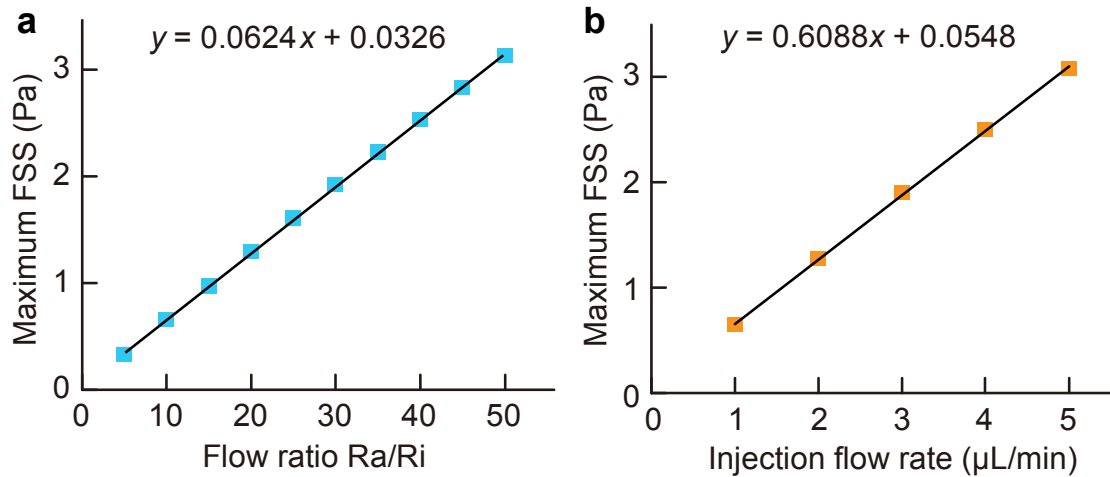 a
y = 0.0624x + 0.0326
Maximum FSS (Pa)
3
2
1
0
0 10 20 30 40 50
Flow ratio Ra/Ri
b
y = 0.6088x + 0.0548
Maximum FSS (Pa)
3
2
1
0
0 1 2 3 4 5
Injection flow rate (µL/min)